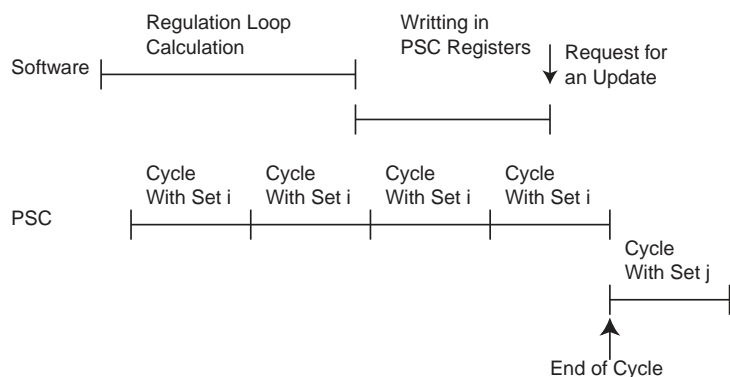 Regulation Loop
Calculation
Writting in
PSC Registers
Request for
an Update
Software
Cycle
With Set i
Cycle
With Set i
Cycle
With Set i
Cycle
With Set i
PSC
Cycle
With Set j
End of Cycle